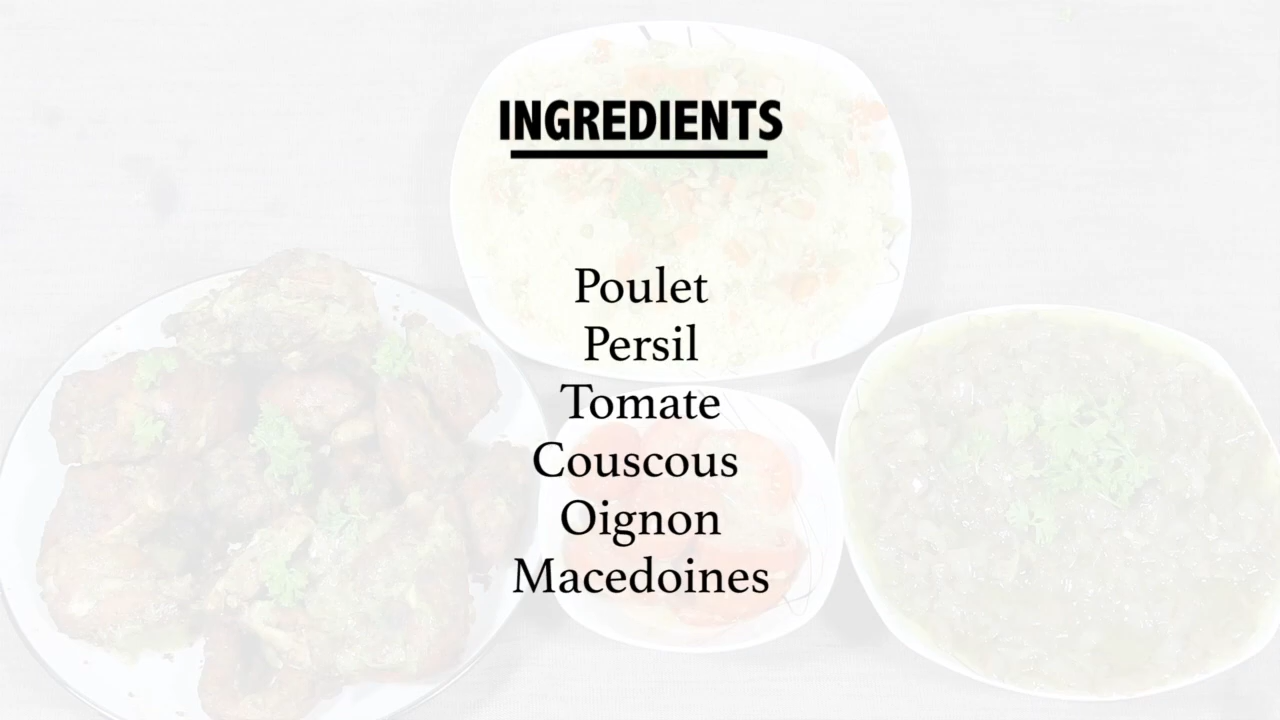 INGREDIENTS
Poulet
Persil
Tomate
Couscous
Oignon
Macedoines